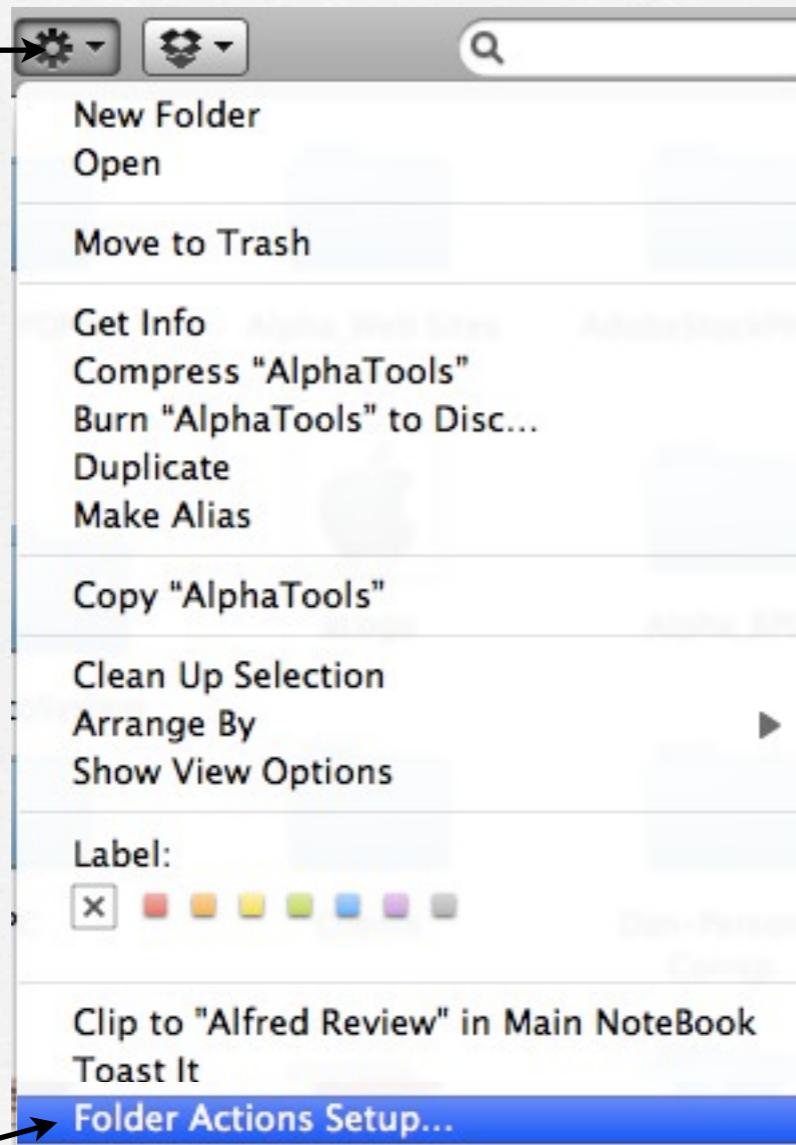 New Folder
Open
Move to Trash
Get Info
Compress “AlphaTools”
Burn “AlphaTools” to Disc...
Duplicate
Make Alias
Copy “AlphaTools”
Clean Up Selection
Arrange By
Show View Options
Label:
Clip to "Alfred Review" in Main NoteBook
Toast It
Folder Actions Setup...